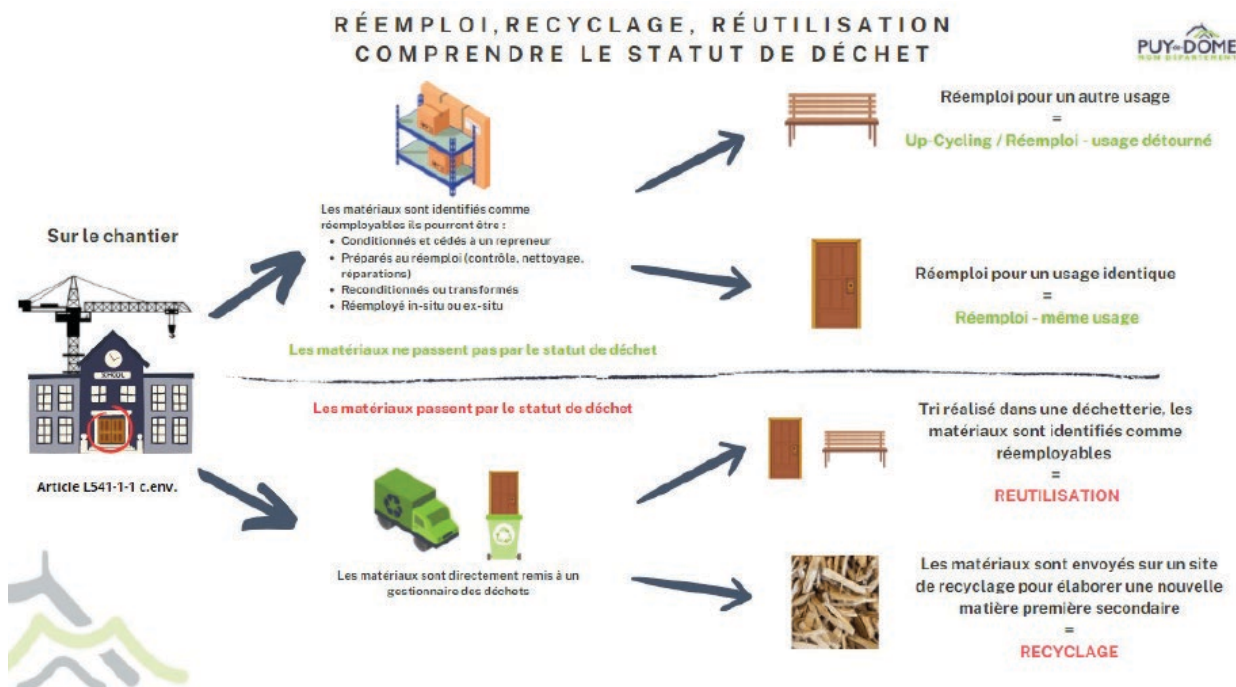 RÉEMPLOI, RECYCLAGE, RÉUTILISATION
COMPRENDRE LE STATUT DE DÉCHET
PUY-DE-DÔME
MON DÉPARTEMENT
Sur le chantier
SCHOOL
Article L541-1-1 c.env.
Les matériaux sont identifiés comme
réemployables ils pourront être :
• Conditionnés et cédés à un repreneur
• Préparés au réemploi (contrôle, nettoyage,
réparations)
• Reconditionnés ou transformés
• Réemployé in-situ ou ex-situ
Réemploi pour un autre usage
=
Up-Cycling / Réemploi - usage détourné
Réemploi pour un usage identique
=
Réemploi - même usage
Les matériaux ne passent pas par le statut de déchet
Les matériaux passent par le statut de déchet
Les matériaux sont directement remis à un
gestionnaire des déchets
Tri réalisé dans une déchetterie, les
matériaux sont identifiés comme
réemployables
=
REUTILISATION
Les matériaux sont envoyés sur un site
de recyclage pour élaborer une nouvelle
matière première secondaire
=
RECYCLAGE